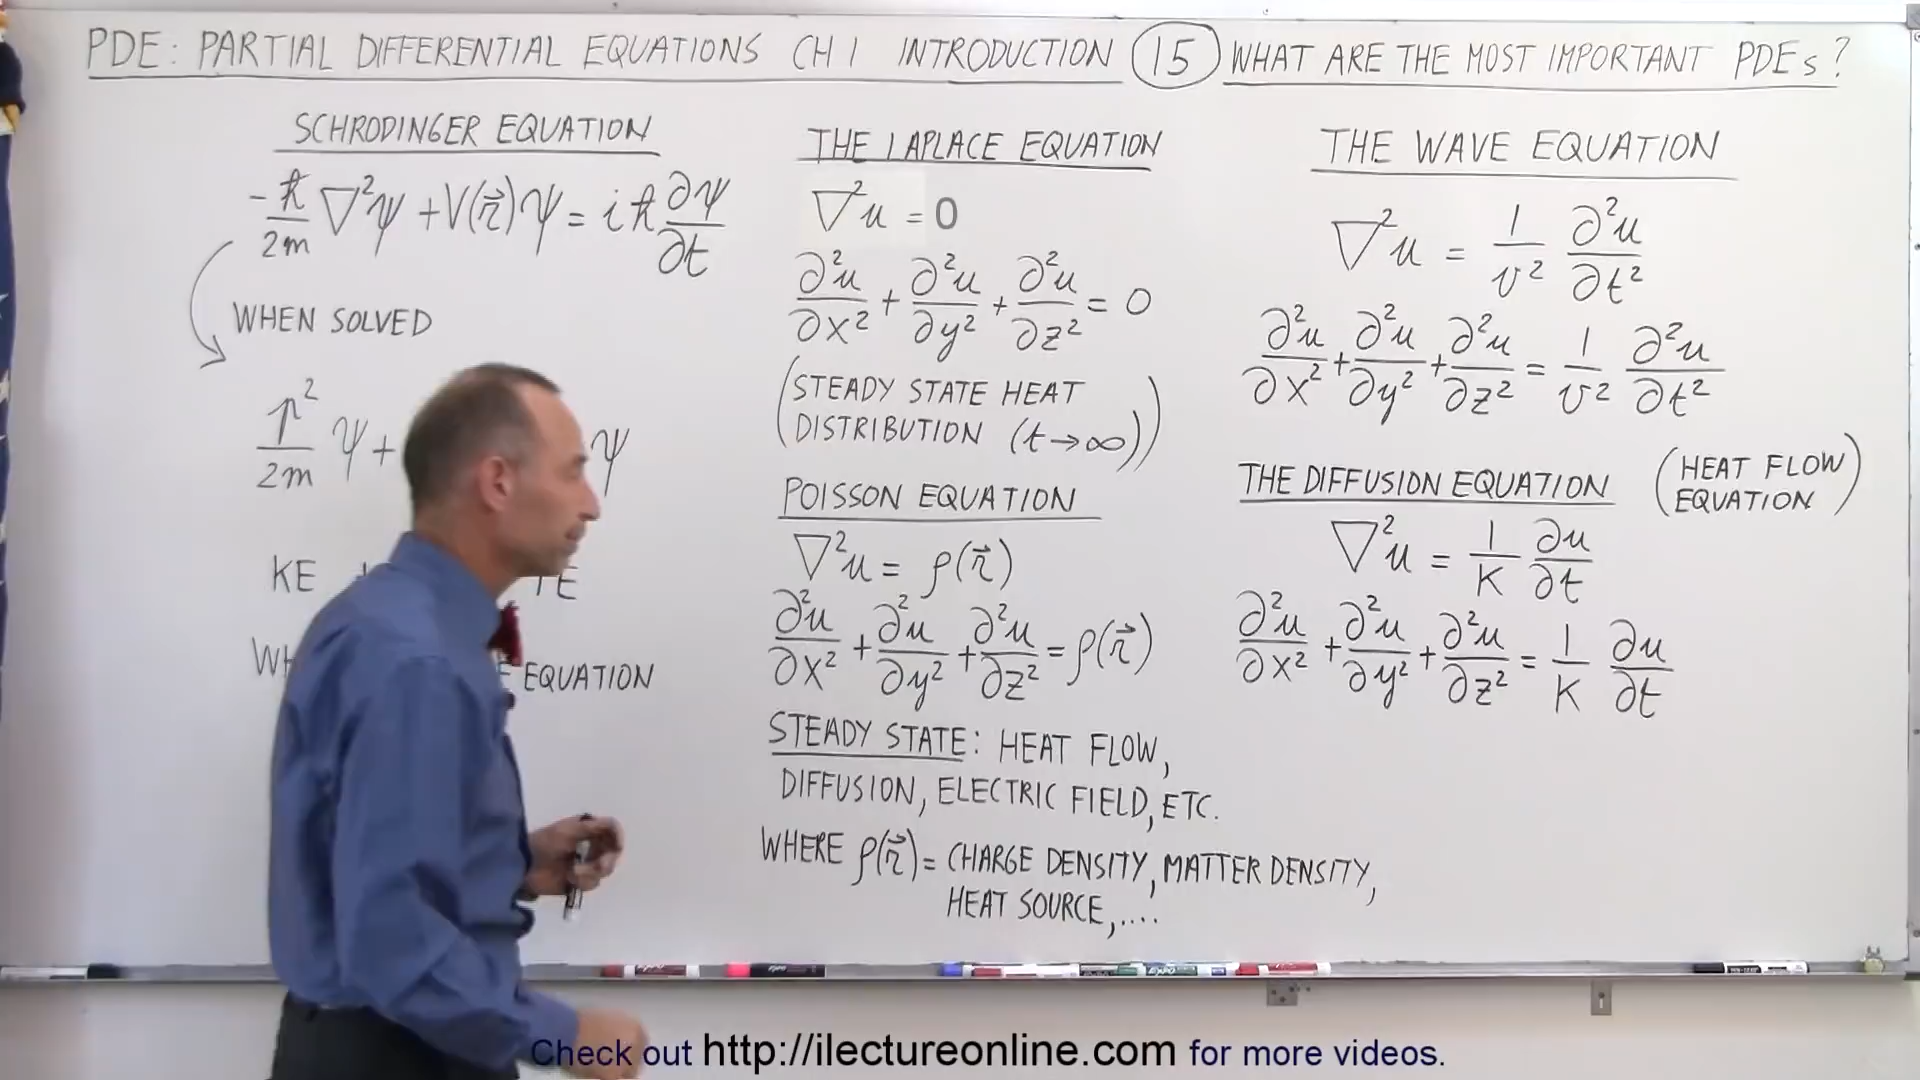 PDE: PARTIAL DIFFERENTIAL EQUATIONS CH 1 INTRODUCTION 15 WHAT ARE THE MOST IMPORTANT PDEs?
SCHRODINGER EQUATION
-ℏ/2m ∇²ψ + V(r⃗)ψ = iℏ ∂ψ/∂t
WHEN SOLVED
p²/2m ψ +
ψ
KE
EQUATION
THE LAPLACE EQUATION
∇²u = 0
∂²u/∂x² + ∂²u/∂y² + ∂²u/∂z² = 0
(STEADY STATE HEAT
DISTRIBUTION (t→∞))
POISSON EQUATION
∇²u = ρ(r⃗)
∂²u/∂x² + ∂²u/∂y² + ∂²u/∂z² = ρ(r⃗)
STEADY STATE: HEAT FLOW,
DIFFUSION, ELECTRIC FIELD, ETC.
WHERE ρ(r⃗) = CHARGE DENSITY, MATTER DENSITY,
HEAT SOURCE, ....
THE WAVE EQUATION
∇²u = 1/v² ∂²u/∂t²
∂²u/∂x² + ∂²u/∂y² + ∂²u/∂z² = 1/v² ∂²u/∂t²
THE DIFFUSION EQUATION (HEAT FLOW
EQUATION)
∇²u = 1/K ∂u/∂t
∂²u/∂x² + ∂²u/∂y² + ∂²u/∂z² = 1/K ∂u/∂t
EXPO
Check out http://ilectureonline.com for more videos.